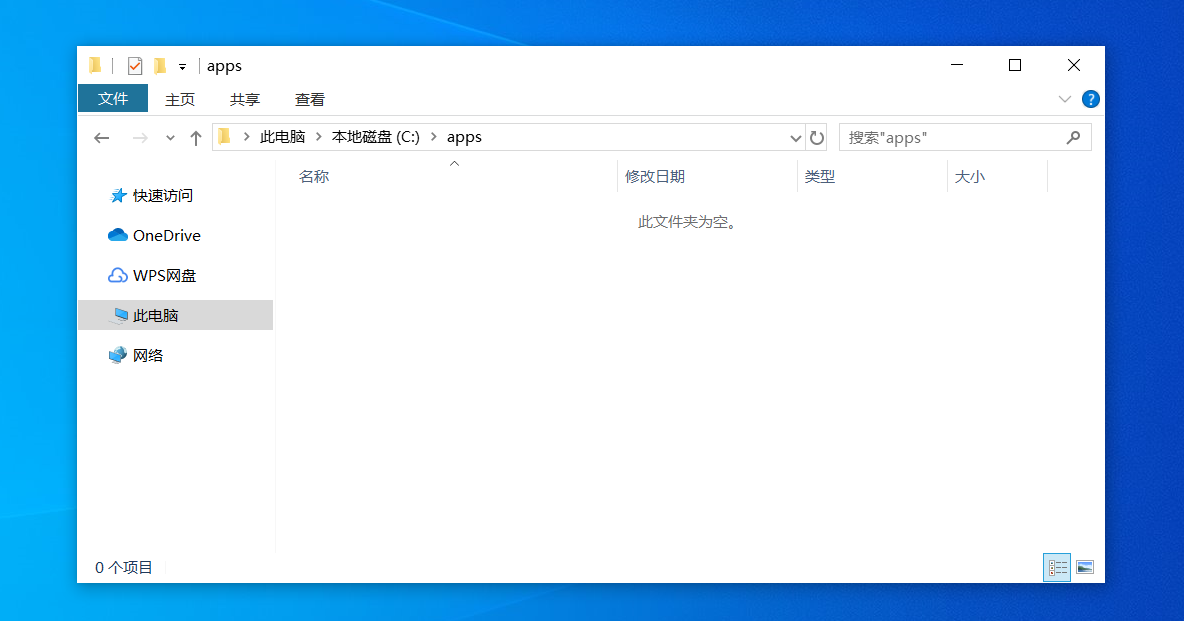 apps
文件 主页 共享 查看
此电脑 本地磁盘 (C:) apps 搜索"apps"
名称 修改日期 类型 大小
此文件夹为空。
快速访问
OneDrive
WPS网盘
此电脑
网络
0 个项目